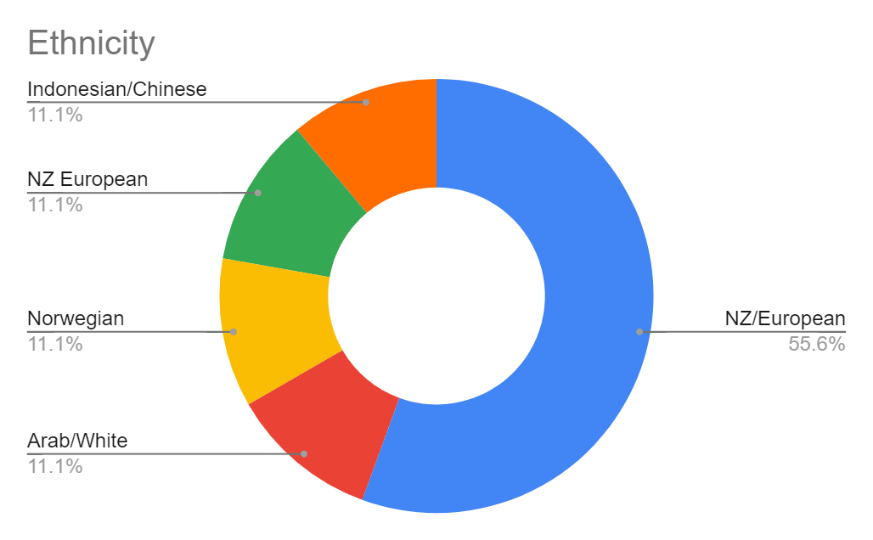 Ethnicity
Indonesian/Chinese
11.1%
NZ European
11.1%
Norwegian
11.1%
NZ/European
55.6%
Arab/White
11.1%